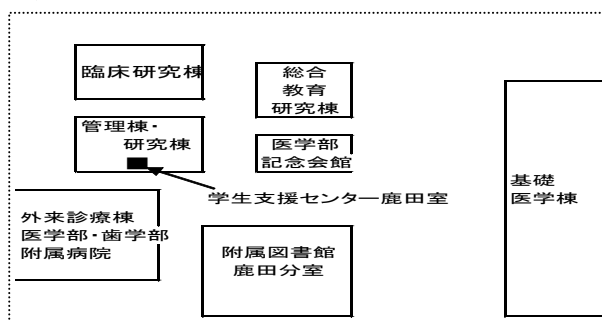 臨床研究棟
総合
教育
研究棟
管理棟・
研究棟
医学部
記念会館
学生支援センター鹿田室
基礎
医学棟
外来診療棟
医学部・歯学部
附属病院
附属図書館
鹿田分室